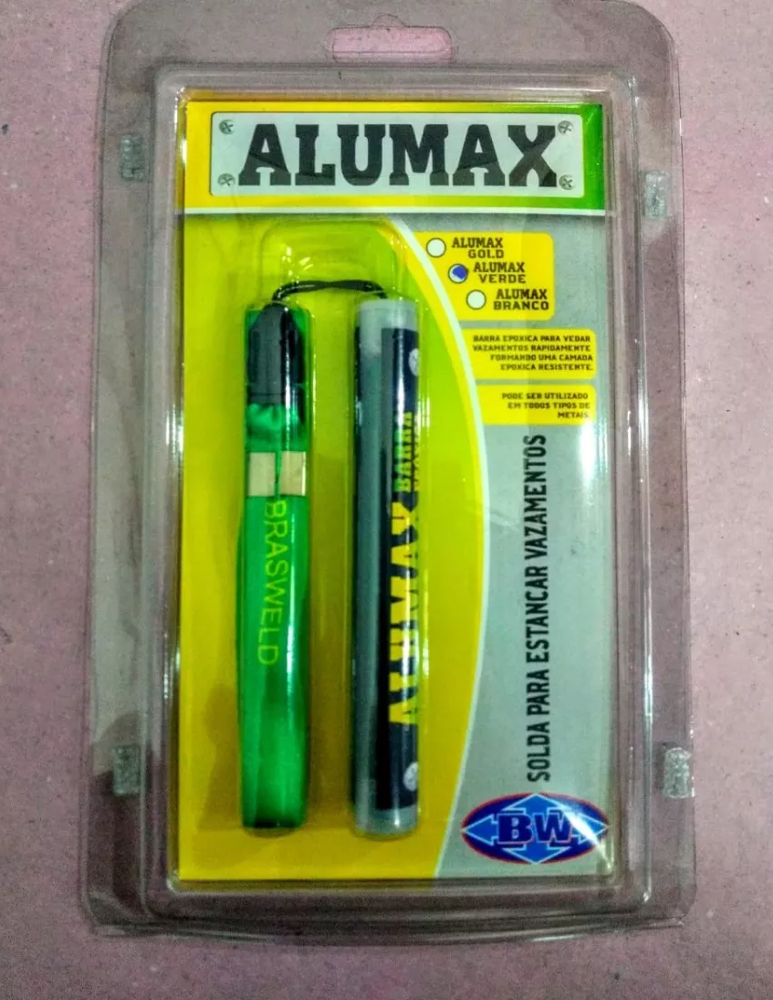 ALUMAX
ALUMAX
GOLD
ALUMAX
VERDE
ALUMAX
BRANCO
BARRA EPOXICA PARA VEDAR
VAZAMENTOS RAPIDAMENTE
FORMANDO UMA CAMADA
EPOXICA RESISTENTE.
PODE SER UTILIZADO
EM TODOS TIPOS DE
METAIS
SOLDA PARA ESTANCAR VAZAMENTOS
BRASWELD
ALUMAX BARRA
BW